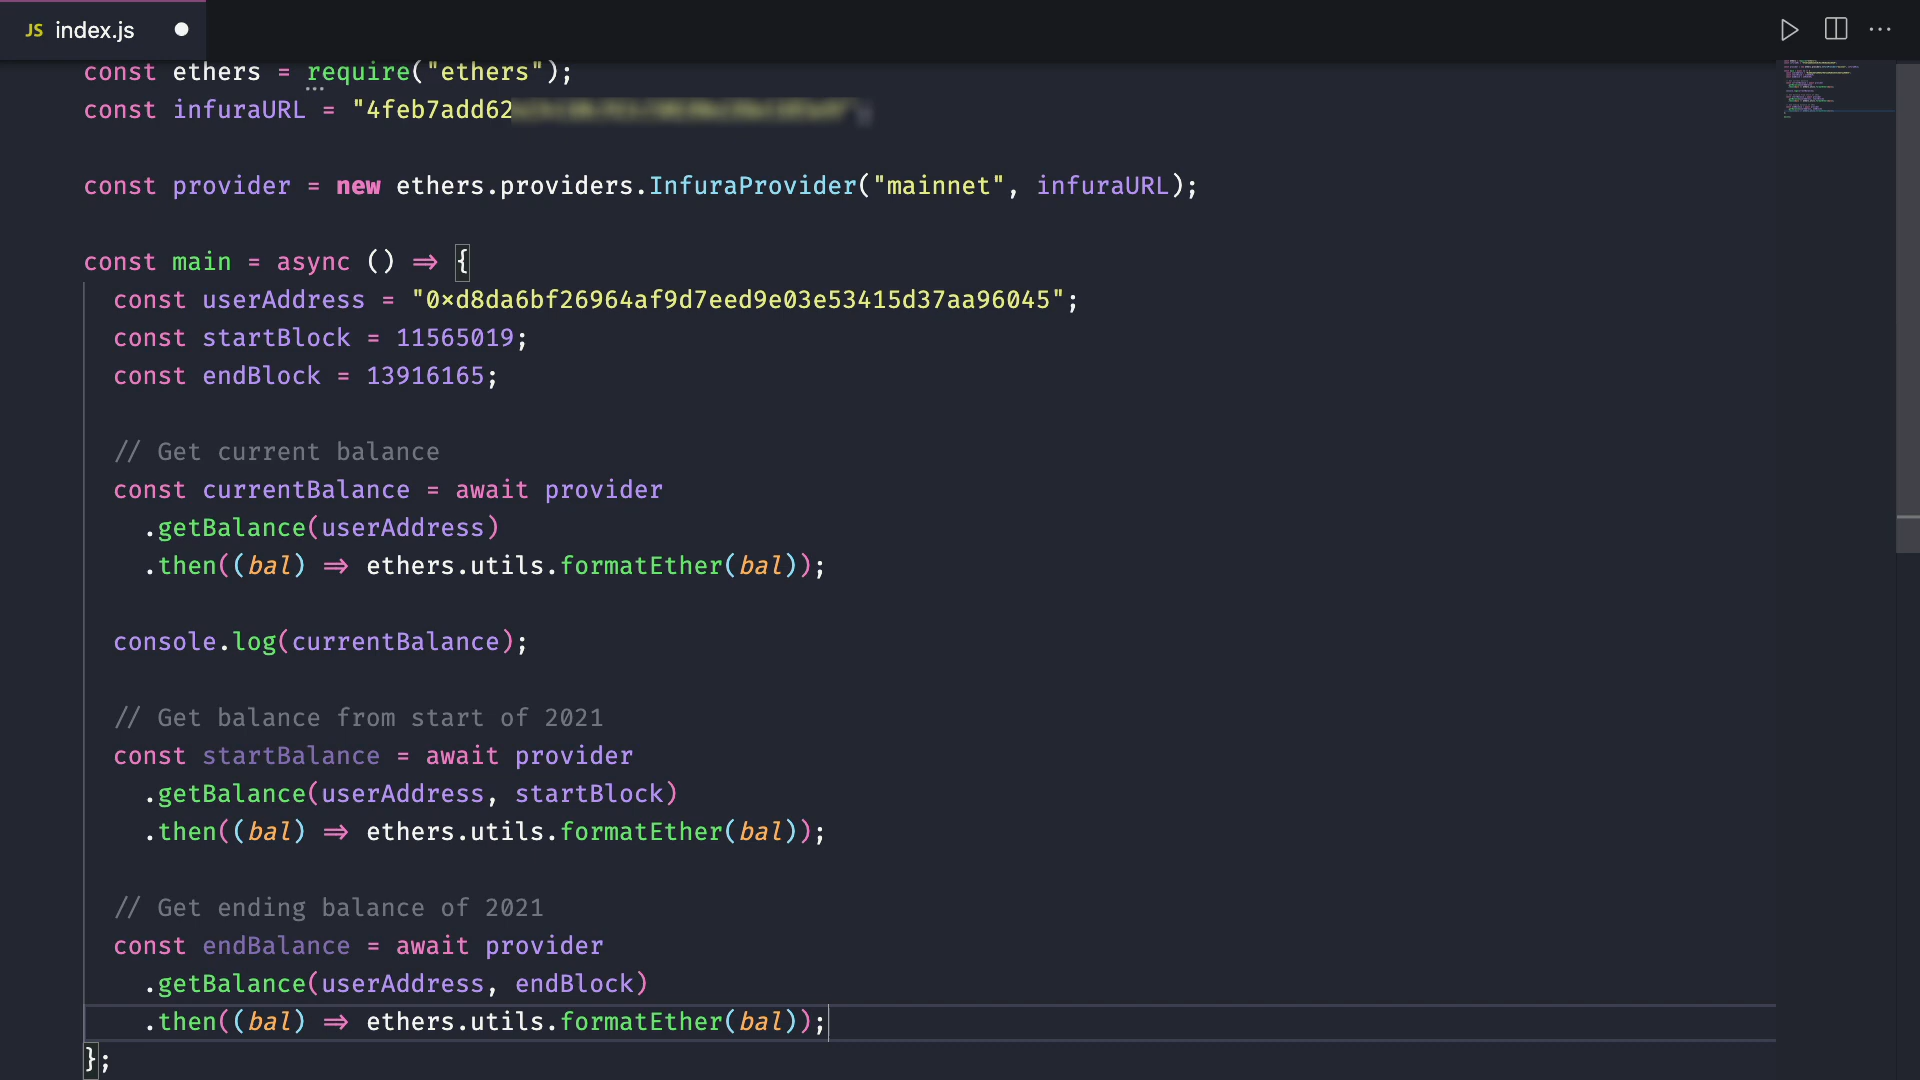 JS index.js
const ethers = require("ethers");
const infuraURL = "4feb7add62

const provider = new ethers.providers.InfuraProvider("mainnet", infuraURL);

const main = async () => {
  const userAddress = "0xd8da6bf26964af9d7eed9e03e53415d37aa96045";
  const startBlock = 11565019;
  const endBlock = 13916165;

  // Get current balance
  const currentBalance = await provider
    .getBalance(userAddress)
    .then((bal) => ethers.utils.formatEther(bal));

  console.log(currentBalance);

  // Get balance from start of 2021
  const startBalance = await provider
    .getBalance(userAddress, startBlock)
    .then((bal) => ethers.utils.formatEther(bal));

  // Get ending balance of 2021
  const endBalance = await provider
    .getBalance(userAddress, endBlock)
    .then((bal) => ethers.utils.formatEther(bal));
};